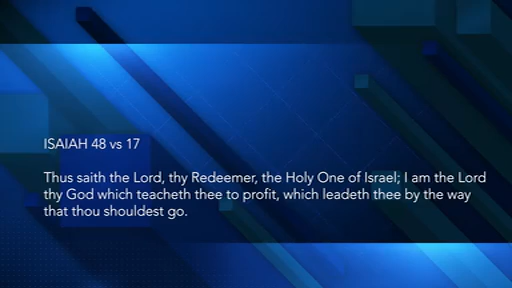 ISAIAH 48 vs 17
Thus saith the Lord, thy Redeemer, the Holy One of Israel; I am the Lord
thy God which teacheth thee to profit, which leadeth thee by the way
that thou shouldest go.